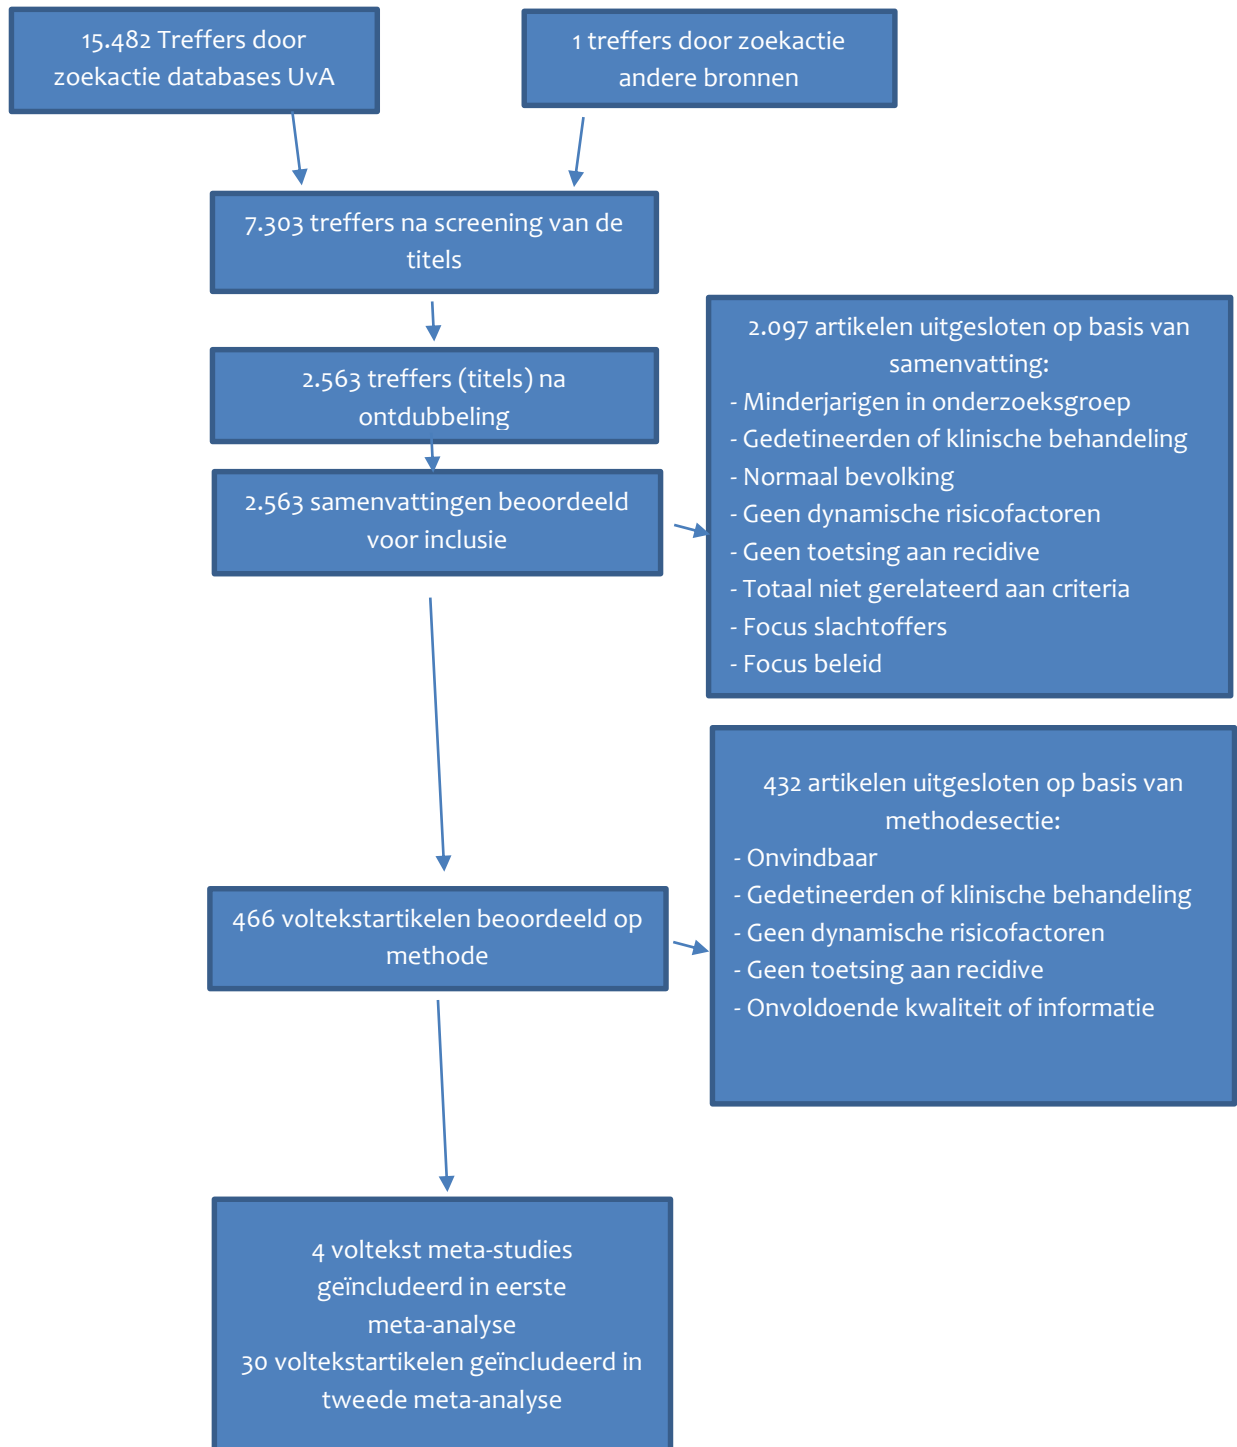 15.482 Treffers door
zoekactie databases UvA
1 treffers door zoekactie
andere bronnen
7.303 treffers na screening van de
titels
2.563 treffers (titels) na
ontdubbeling
2.563 samenvattingen beoordeeld
voor inclusie
2.097 artikelen uitgesloten op basis van
samenvatting:
- Minderjarigen in onderzoeksgroep
- Gedetineerden of klinische behandeling
- Normaal bevolking
- Geen dynamische risicofactoren
- Geen toetsing aan recidive
- Totaal niet gerelateerd aan criteria
- Focus slachtoffers
- Focus beleid
466 voltekstartikelen beoordeeld op
methode
432 artikelen uitgesloten op basis van
methodesectie:
- Onvindbaar
- Gedetineerden of klinische behandeling
- Geen dynamische risicofactoren
- Geen toetsing aan recidive
- Onvoldoende kwaliteit of informatie
4 voltekst meta-studies
geïncludeerd in eerste
meta-analyse
30 voltekstartikelen geïncludeerd in
tweede meta-analyse